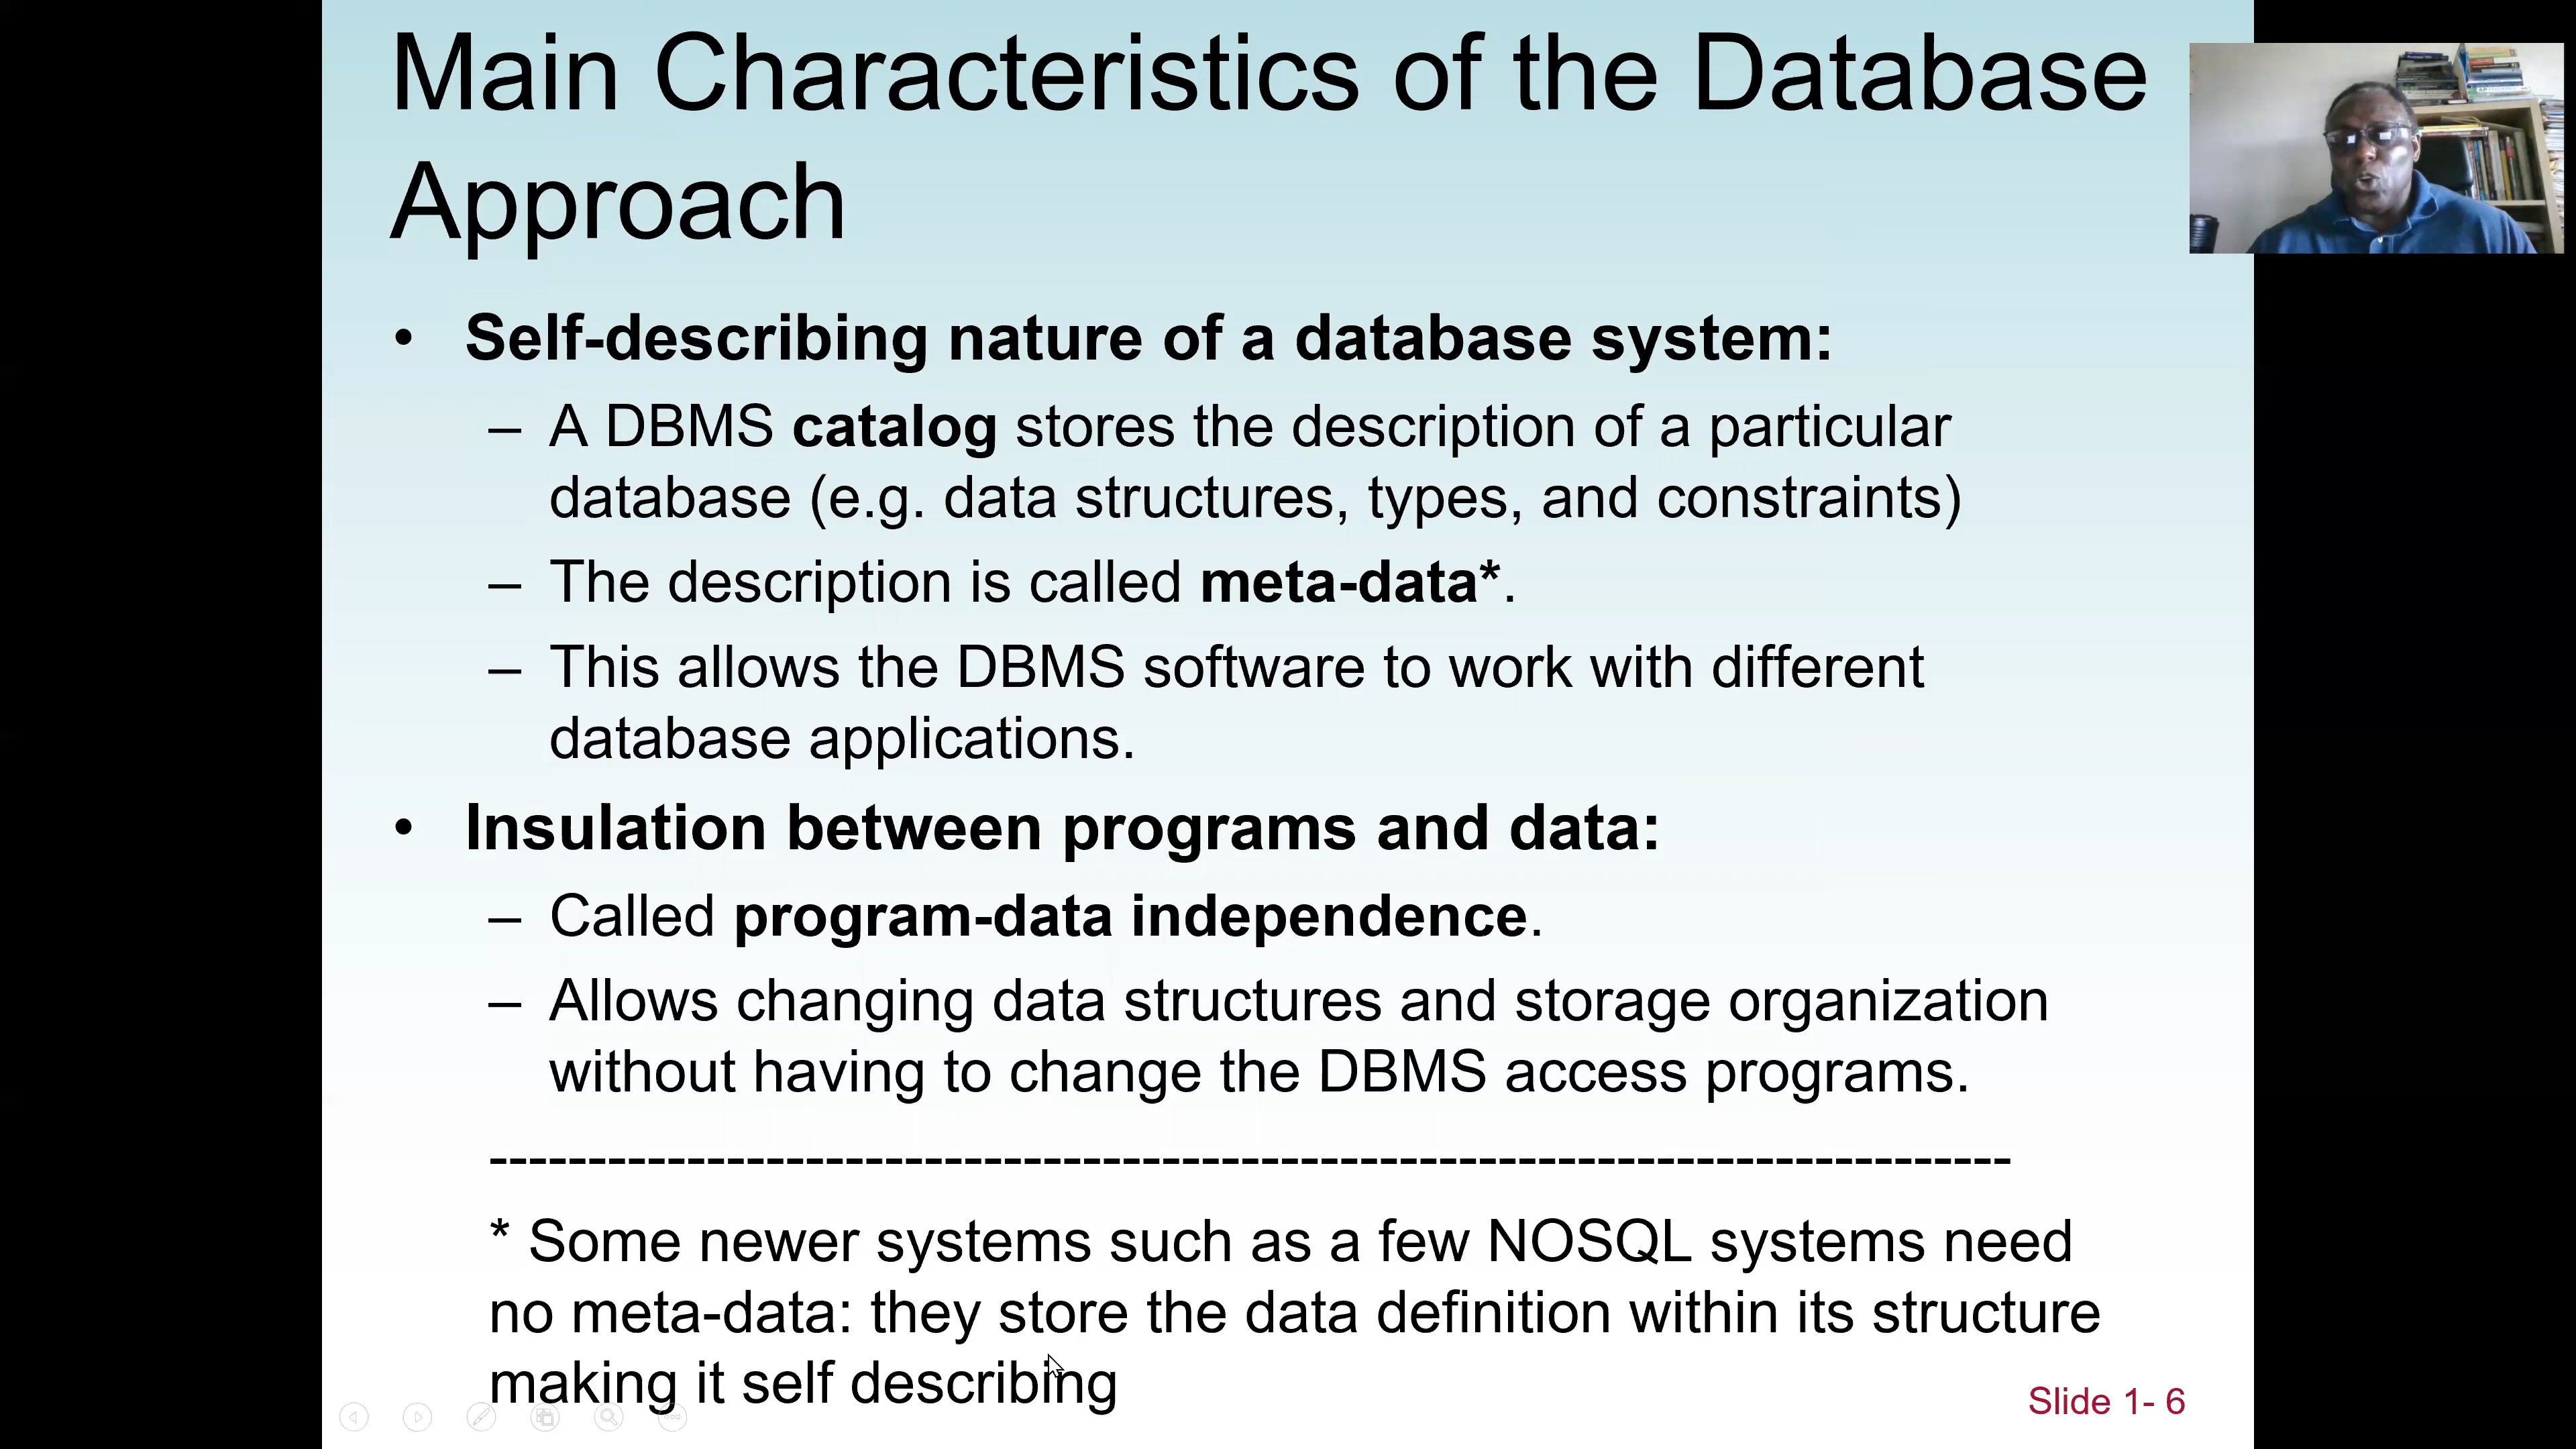 Main Characteristics of the Database
Approach
• Self-describing nature of a database system:
– A DBMS catalog stores the description of a particular
database (e.g. data structures, types, and constraints)
– The description is called meta-data*.
– This allows the DBMS software to work with different
database applications.
• Insulation between programs and data:
– Called program-data independence.
– Allows changing data structures and storage organization
without having to change the DBMS access programs.
-----------------------------------------------------------------------------
* Some newer systems such as a few NOSQL systems need
no meta-data: they store the data definition within its structure
making it self describing
Slide 1- 6